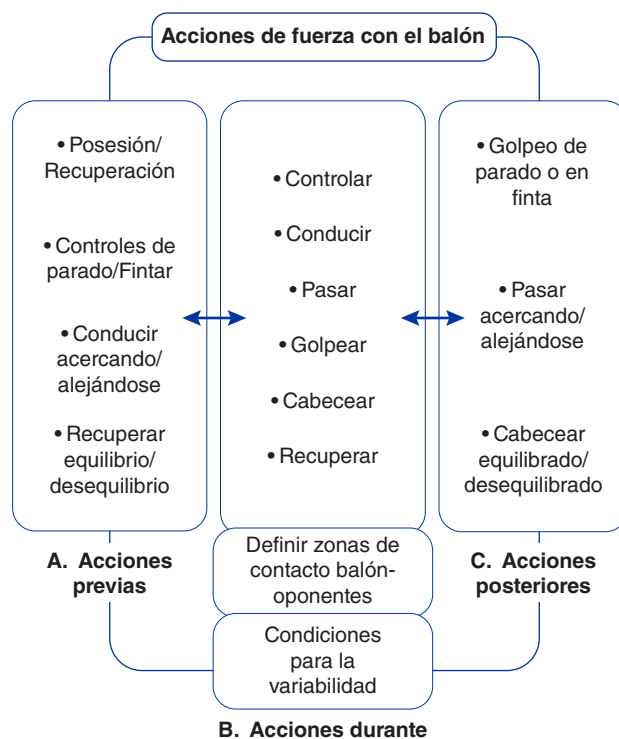 Acciones de fuerza con el balón
• Posesión/
Recuperación
• Controles de
parado/Fintar
• Conducir
acercando/
alejándose
• Recuperar
equilibrio/
desequilibrio
A. Acciones
previas
• Controlar
• Conducir
• Pasar
• Golpear
• Cabecear
• Recuperar
Definir zonas de
contacto balón-
oponentes
Condiciones
para la
variabilidad
B. Acciones durante
• Golpeo de
parado o en
finta
• Pasar
acercando/
alejándose
• Cabecear
equilibrado/
desequilibrado
C. Acciones
posteriores